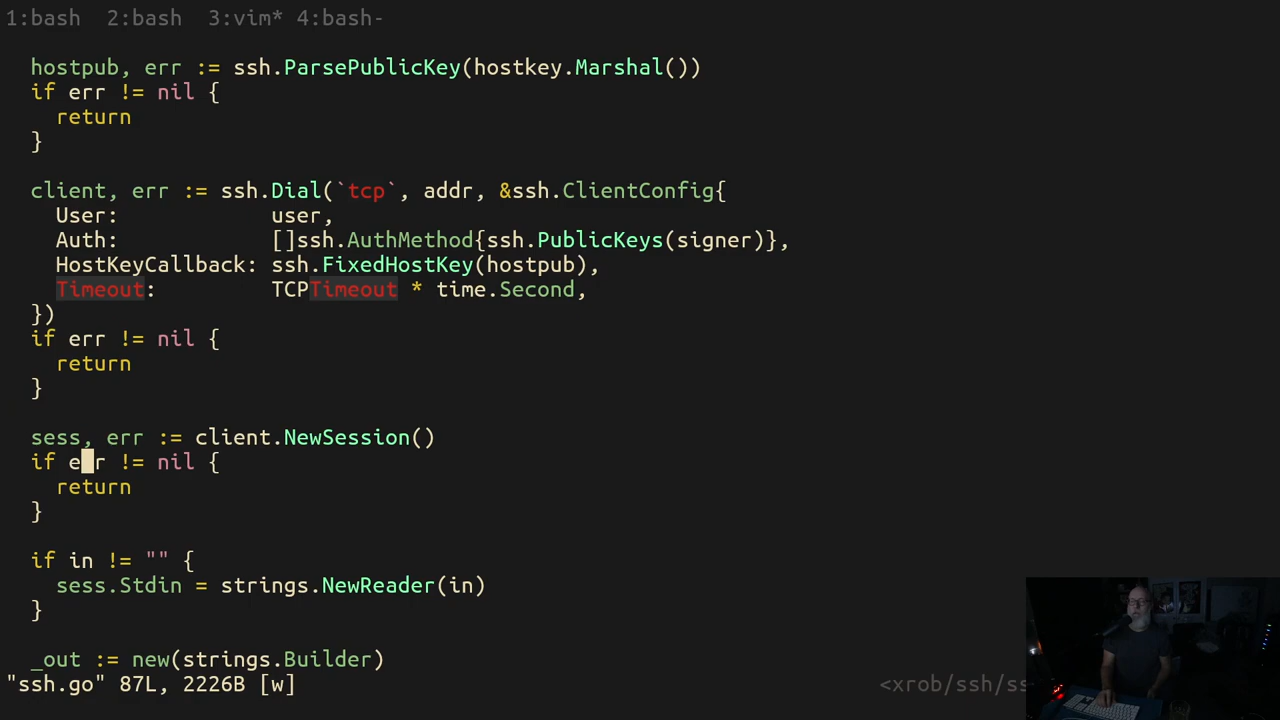 1:bash  2:bash  3:vim* 4:bash-
hostpub, err := ssh.ParsePublicKey(hostkey.Marshal())
if err != nil {
  return
}
client, err := ssh.Dial(`tcp`, addr, &ssh.ClientConfig{
  User:            user,
  Auth:            []ssh.AuthMethod{ssh.PublicKeys(signer)},
  HostKeyCallback: ssh.FixedHostKey(hostpub),
  Timeout:         TCPTimeout * time.Second,
})
if err != nil {
  return
}
sess, err := client.NewSession()
if err != nil {
  return
}
if in != "" {
  sess.Stdin = strings.NewReader(in)
}
_out := new(strings.Builder)
"ssh.go" 87L, 2226B [w] <xrob/ssh/ss